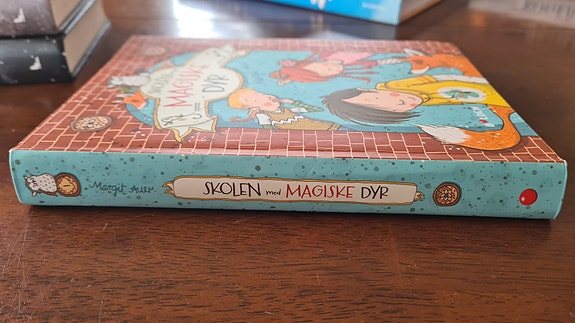 MAGISKE
DYR
Margit Auer
SKOLEN med MAGISKE DYR